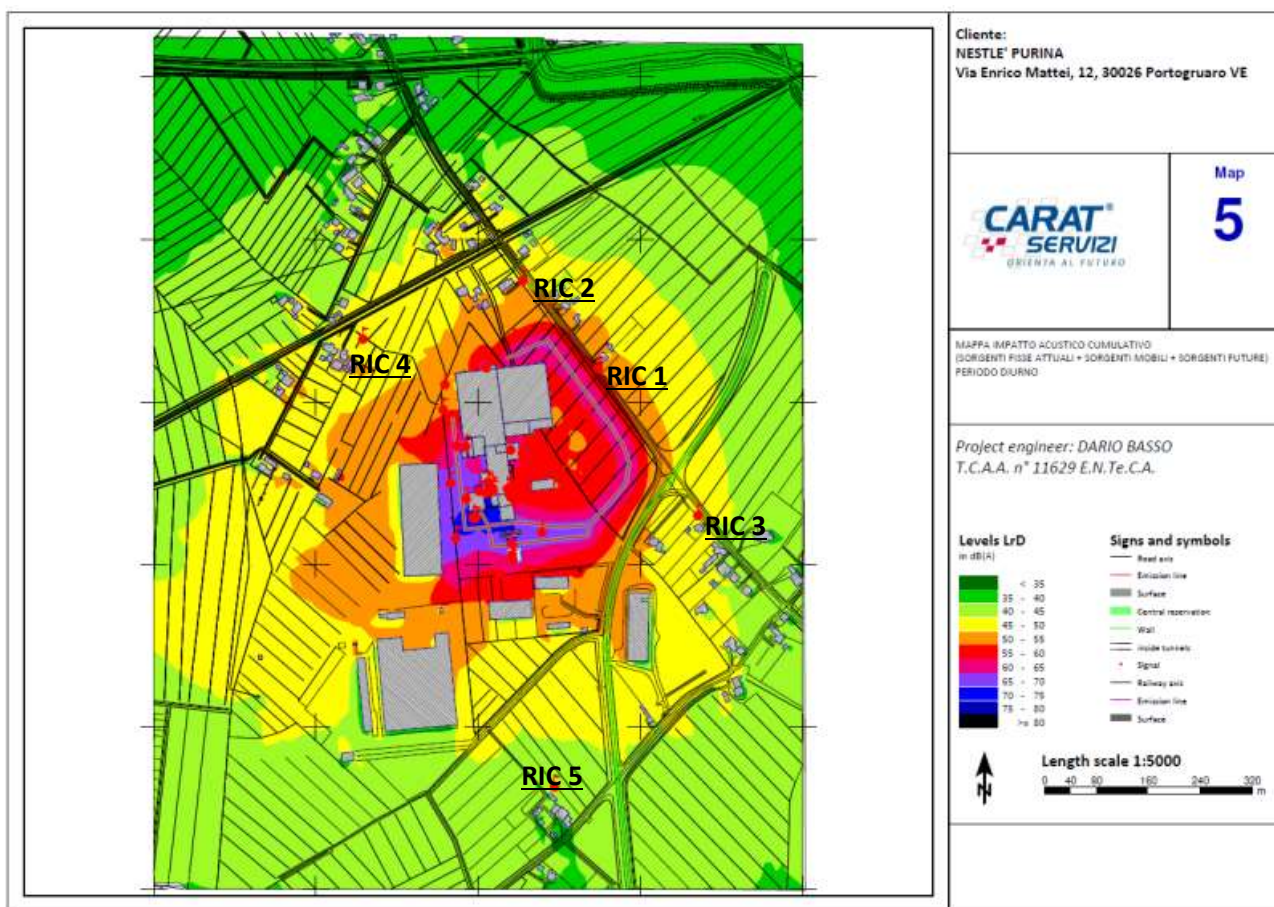 RIC 2
RIC 4
RIC 1
RIC 3
RIC 5
Cliente:
NESTLE' PURINA
Via Enrico Mattei, 12, 30026 Portogruaro VE
CARAT®
SERVIZI
ORIENTA AL FUTURO
Map
5
MAPPA IMPATTO ACUSTICO CUMULATIVO
(SORGENTI FISSE ATTUALI + SORGENTI MOBILI + SORGENTI FUTURE)
PERIODO DIURNO
Project engineer: DARIO BASSO
T.C.A.A. n° 11629 E.N.Te.C.A.
Levels LrD
in dB(A)
< 35
35 - 40
40 - 45
45 - 50
50 - 55
55 - 60
60 - 65
65 - 70
70 - 75
75 - 80
>= 80
Signs and symbols
Road axis
Emission line
Surface
Central reservation
Wall
Inside tunnels
Signal
Railway axis
Emission line
Surface
N
Length scale 1:5000
0 40 80 160 240 320
m